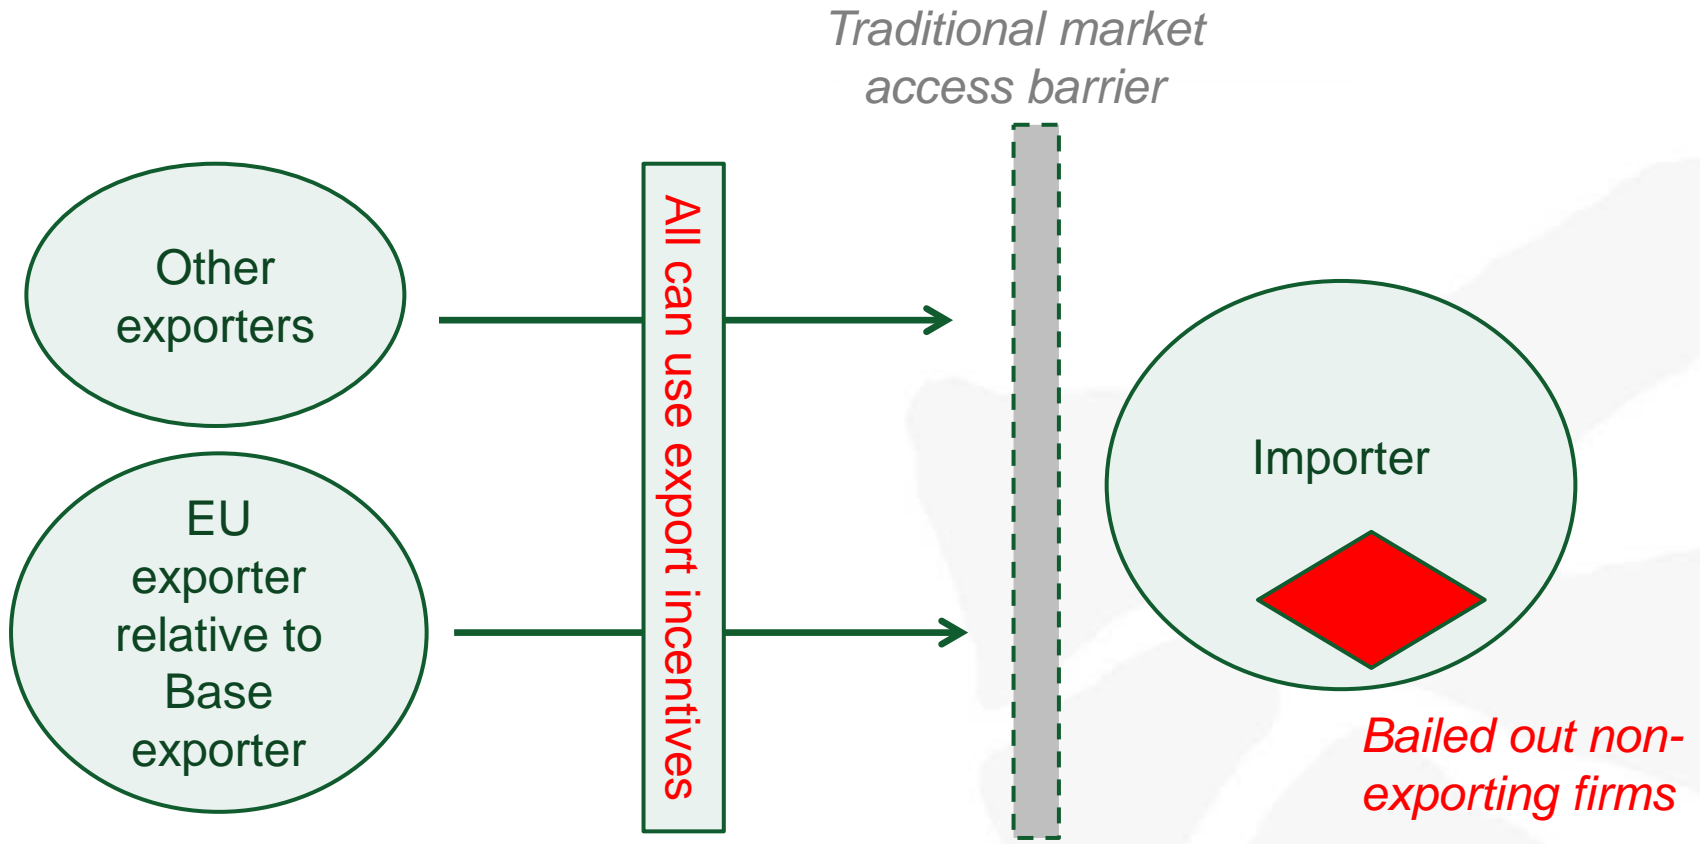 Traditional market
access barrier
Other
exporters
All can use export incentives
EU
exporter
relative to
Base
exporter
Importer
Bailed out non-
exporting firms